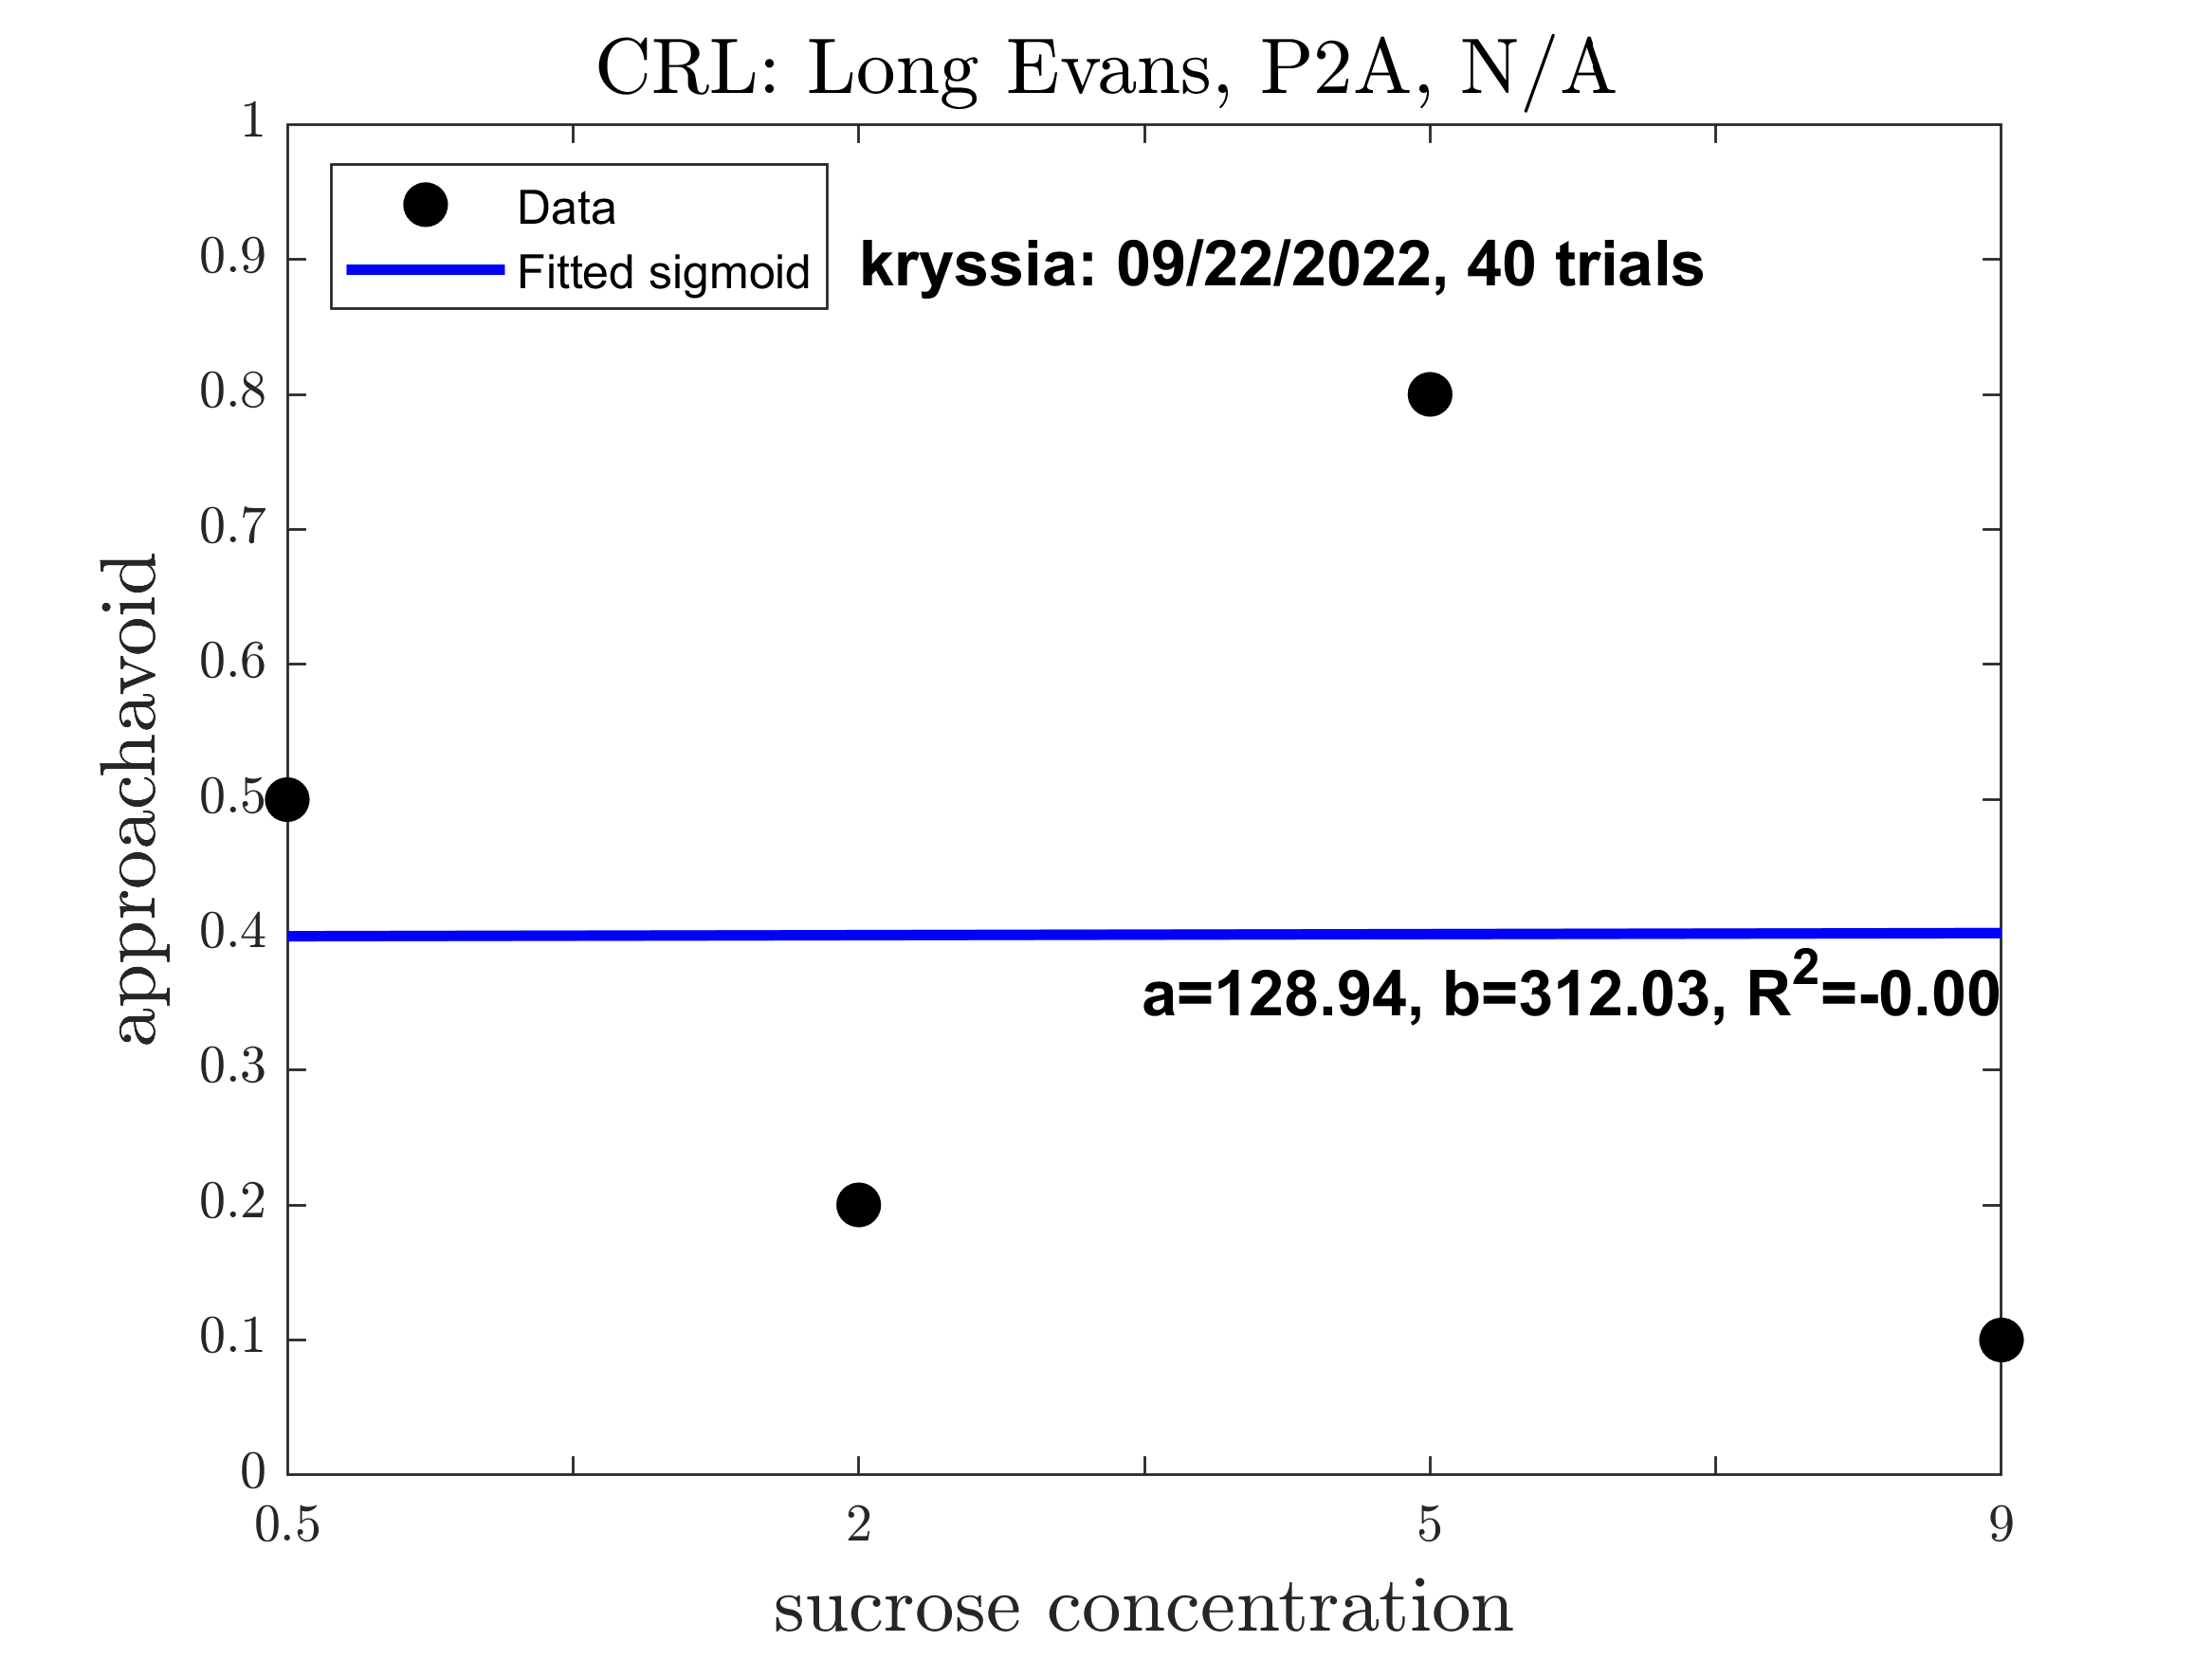 CRL: Long Evans, P2A, N/A
1
Data
Fitted sigmoid
kryssia: 09/22/2022, 40 trials
0.9
0.8
0.7
0.6
0.5
0.4
0.3
0.2
0.1
0
approachavoid
a=128.94, b=312.03, R²=-0.00
0.5 2 5 9
sucrose concentration